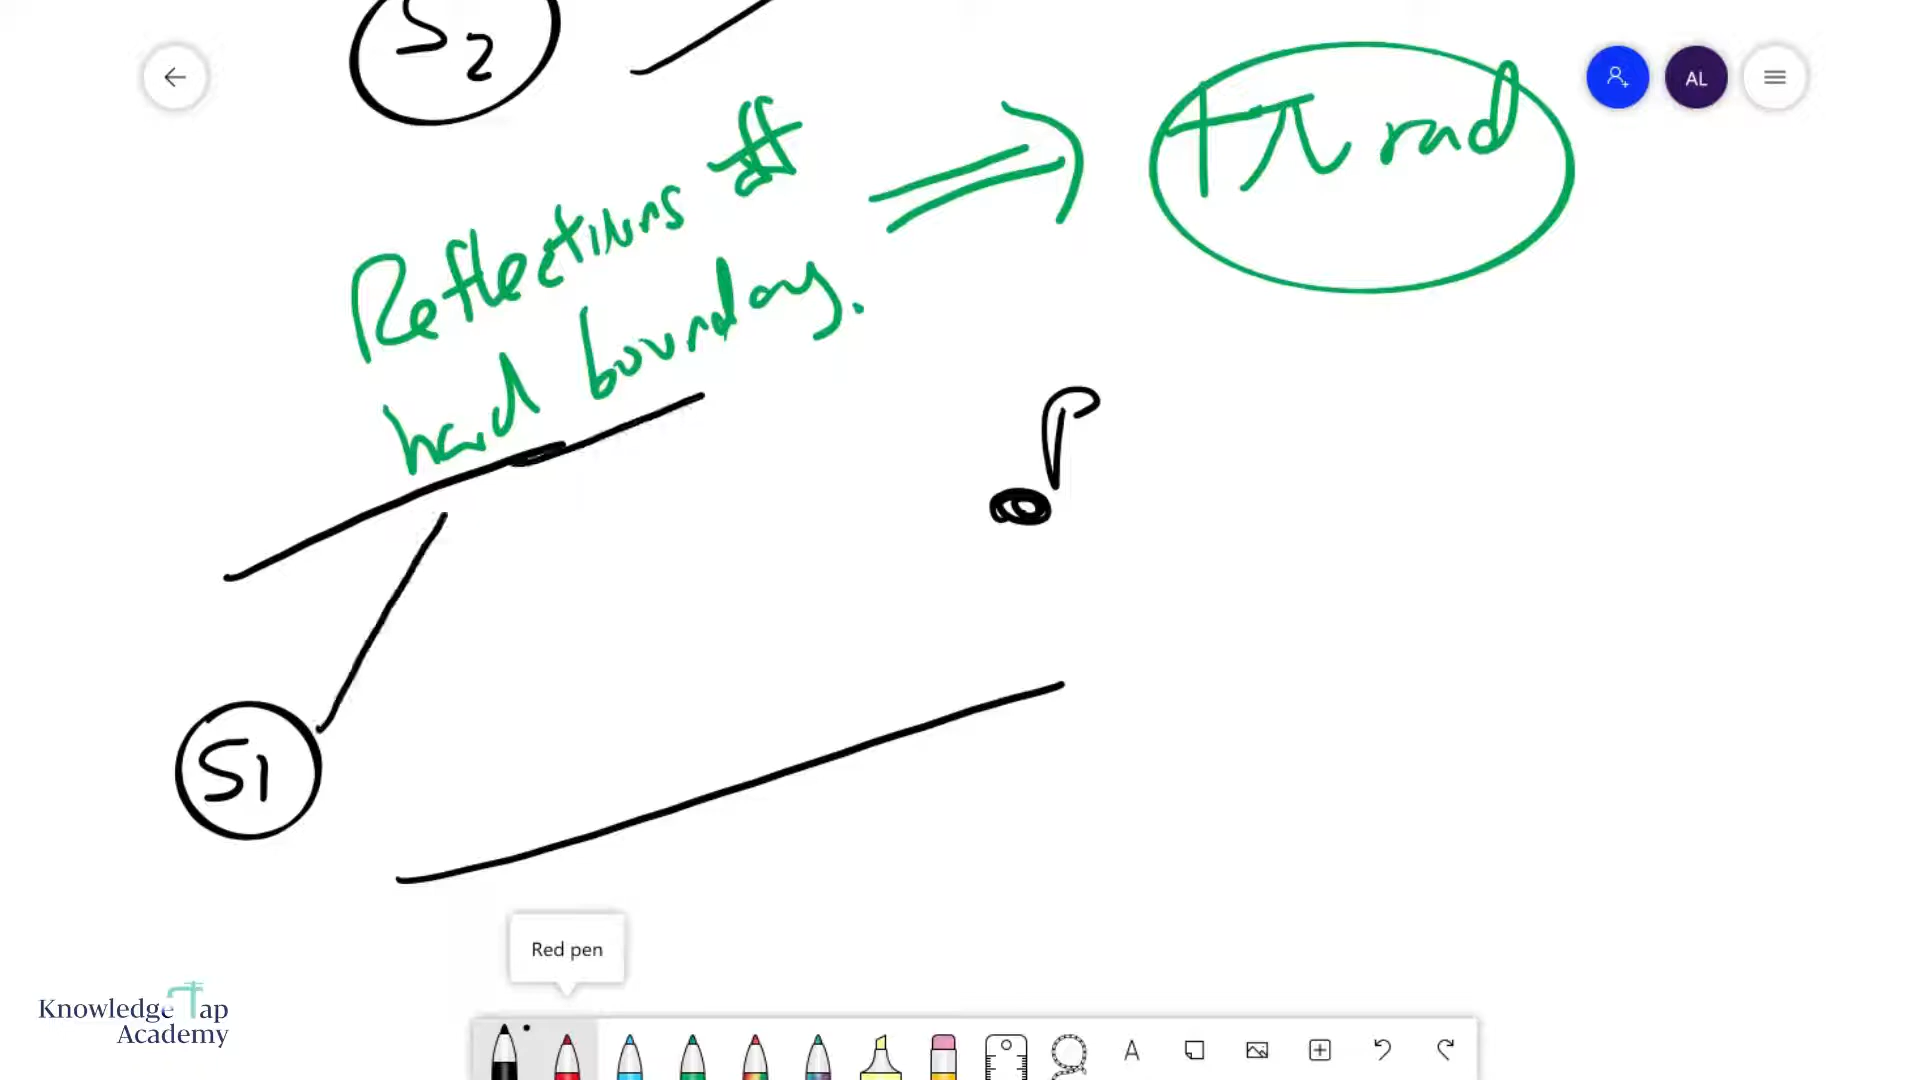 S2
Reflections off
hard boundary.
+π rad
AL
P
S1
Red pen
Knowledge Tap
Academy
A